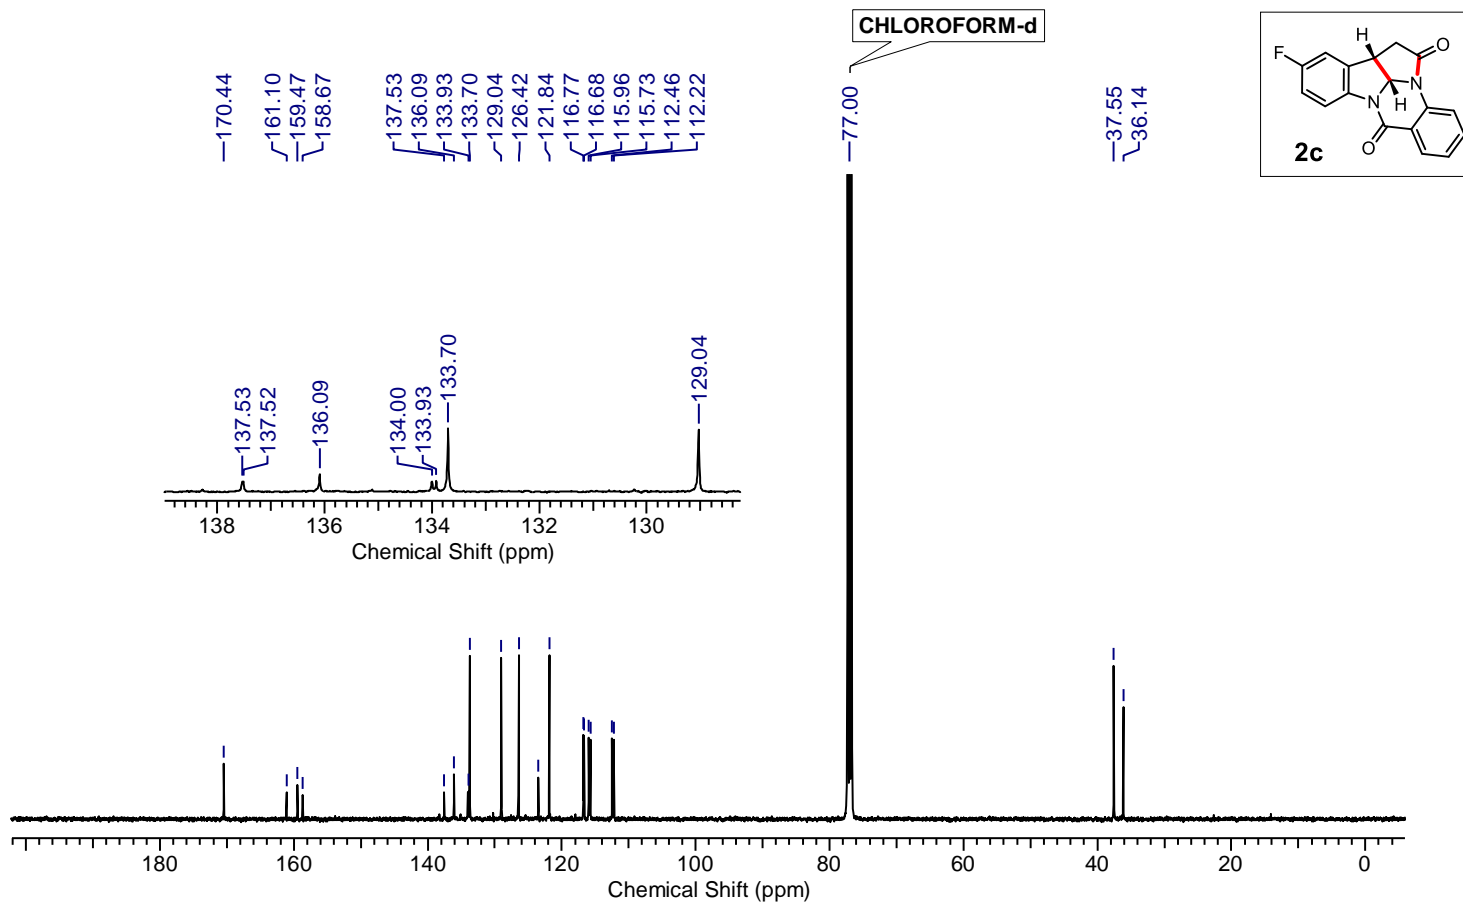 CHLOROFORM-d
170.44
161.10
159.47
158.67
137.53
136.09
133.93
133.70
129.04
126.42
121.84
116.77
116.68
115.96
115.73
112.46
112.22
77.00
37.55
36.14
H
O
F
N
N
H
O
2c
137.53
137.52
136.09
134.00
133.93
133.70
129.04
138 136 134 132 130
Chemical Shift (ppm)
180 160 140 120 100 80 60 40 20 0
Chemical Shift (ppm)